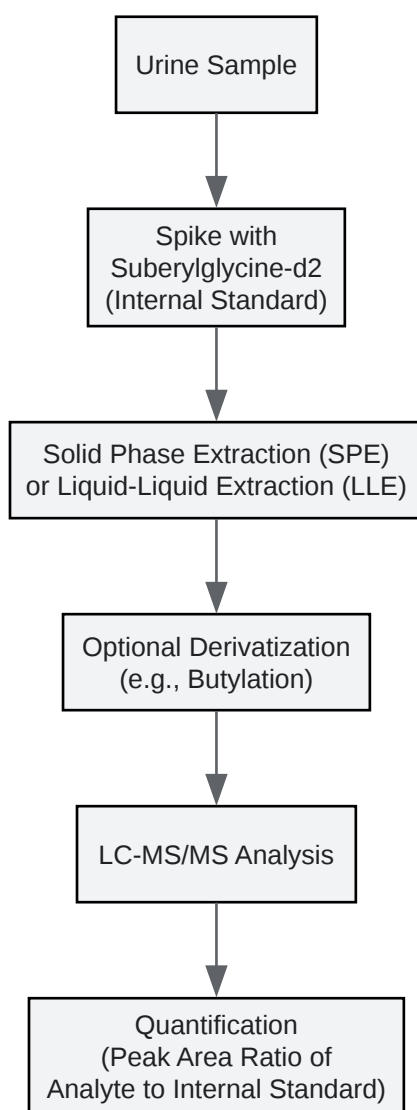 Urine Sample
Spike with
Suberylglycine-d2
(Internal Standard)
Solid Phase Extraction (SPE)
or Liquid-Liquid Extraction (LLE)
Optional Derivatization
(e.g., Butylation)
LC-MS/MS Analysis
Quantification
(Peak Area Ratio of
Analyte to Internal Standard)